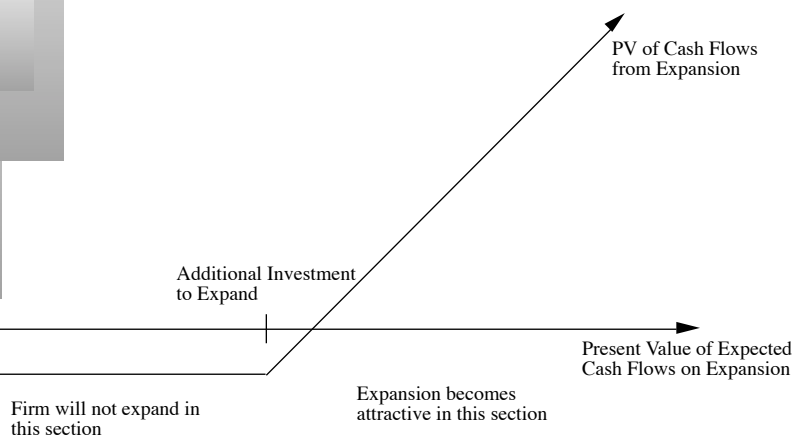 PV of Cash Flows
from Expansion
Additional Investment
to Expand
Present Value of Expected
Cash Flows on Expansion
Firm will not expand in
this section
Expansion becomes
attractive in this section